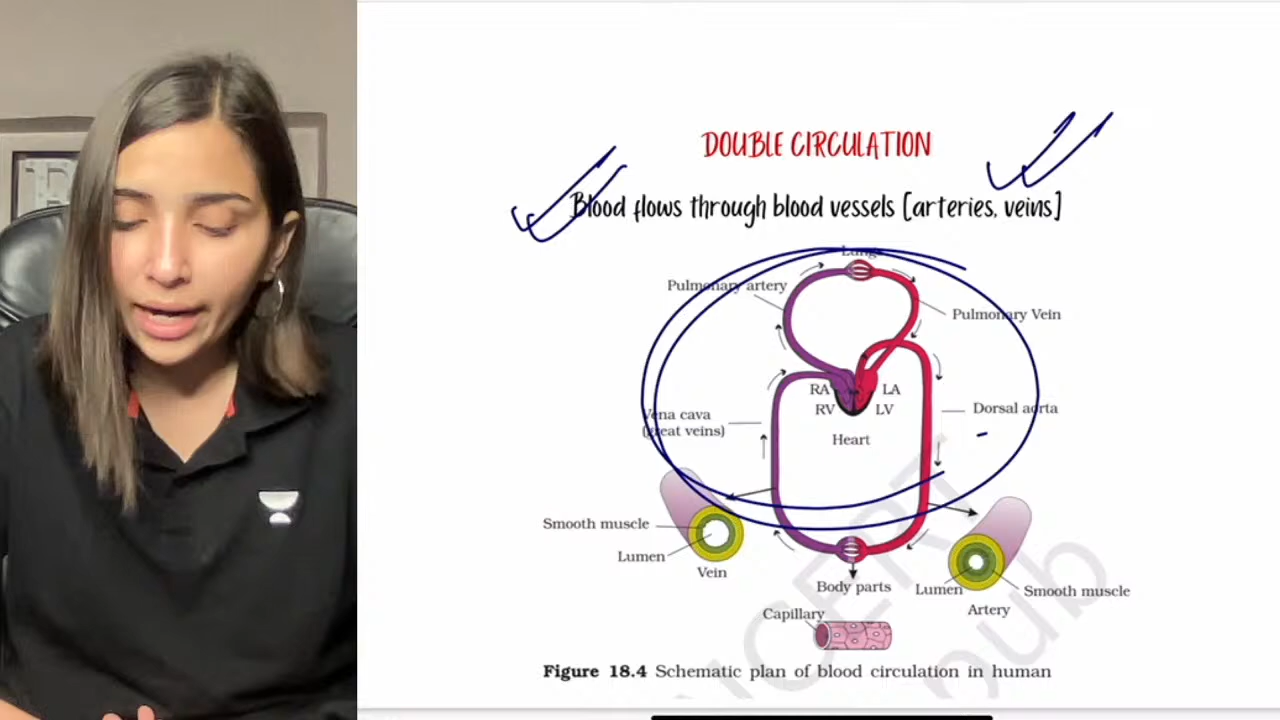 DOUBLE CIRCULATION
Blood flows through blood vessels [arteries, veins]
Lungs
Pulmonary artery
Pulmonary Vein
RA
LA
RV
LV
Vena cava
(great veins)
Dorsal aorta
Heart
Smooth muscle
Lumen
Vein
Body parts
Lumen
Smooth muscle
Artery
Capillary
Figure 18.4 Schematic plan of blood circulation in human